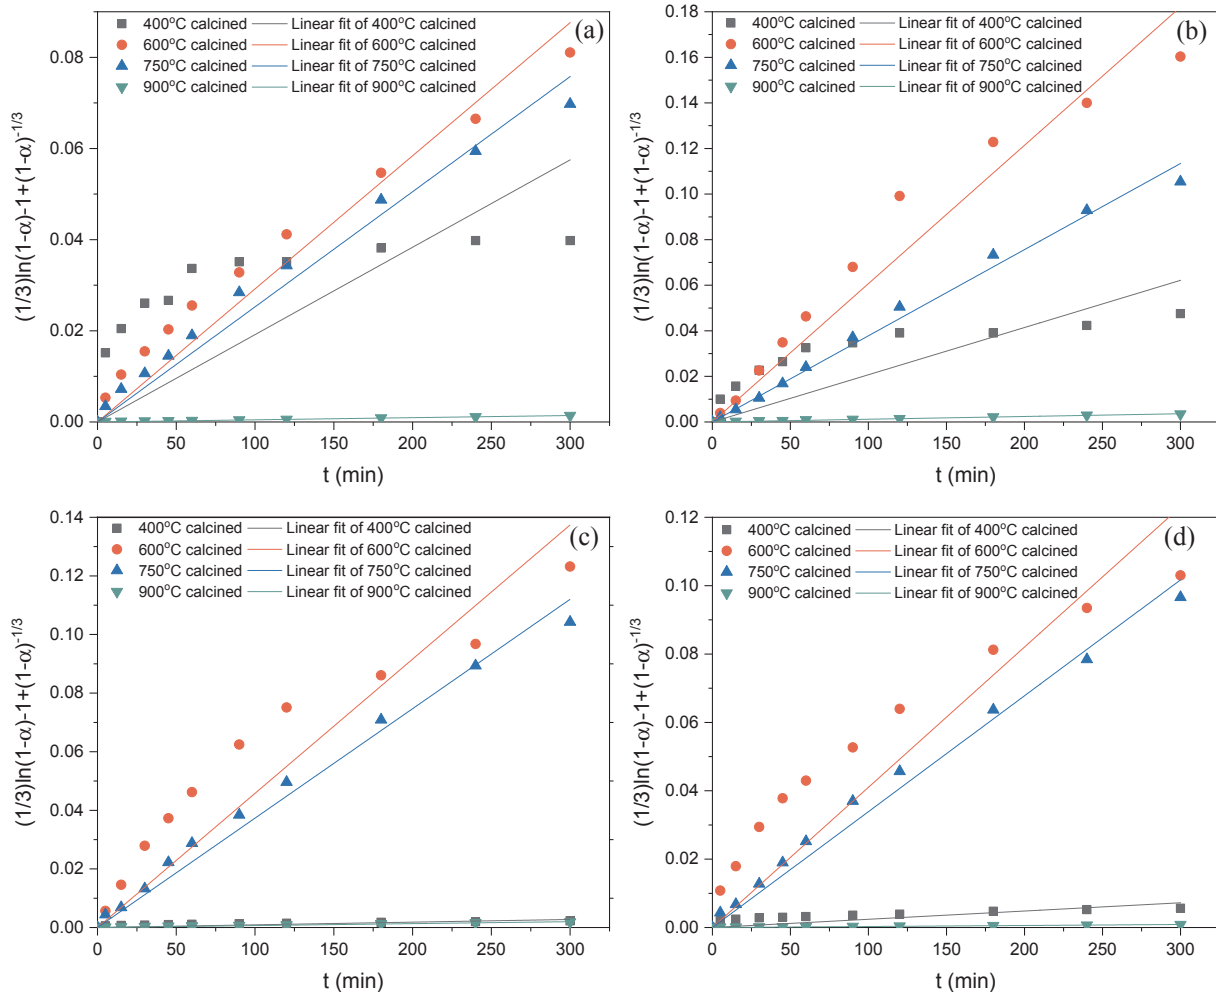 400°C calcined Linear fit of 400°C calcined
600°C calcined Linear fit of 600°C calcined
750°C calcined Linear fit of 750°C calcined
900°C calcined Linear fit of 900°C calcined
(a)
0.08
0.06
0.04
0.02
0.00
0 50 100 150 200 250 300
t (min)
(1/3)ln(1-α)-1+(1-α)^-1/3
400°C calcined Linear fit of 400°C calcined
600°C calcined Linear fit of 600°C calcined
750°C calcined Linear fit of 750°C calcined
900°C calcined Linear fit of 900°C calcined
(b)
0.18
0.16
0.14
0.12
0.10
0.08
0.06
0.04
0.02
0.00
0 50 100 150 200 250 300
t (min)
(1/3)ln(1-α)-1+(1-α)^-1/3
400°C calcined Linear fit of 400°C calcined
600°C calcined Linear fit of 600°C calcined
750°C calcined Linear fit of 750°C calcined
900°C calcined Linear fit of 900°C calcined
(c)
0.14
0.12
0.10
0.08
0.06
0.04
0.02
0.00
0 50 100 150 200 250 300
t (min)
(1/3)ln(1-α)-1+(1-α)^-1/3
400°C calcined Linear fit of 400°C calcined
600°C calcined Linear fit of 600°C calcined
750°C calcined Linear fit of 750°C calcined
900°C calcined Linear fit of 900°C calcined
(d)
0.12
0.10
0.08
0.06
0.04
0.02
0.00
0 50 100 150 200 250 300
t (min)
(1/3)ln(1-α)-1+(1-α)^-1/3